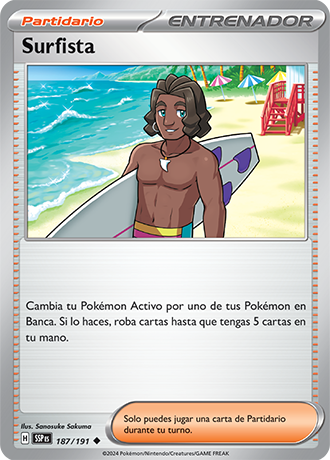 Partidario ENTRENADOR
Surfista
Cambia tu Pokémon Activo por uno de tus Pokémon en
Banca. Si lo haces, roba cartas hasta que tengas 5 cartas en
tu mano.
Ilus. Sanosuke Sakuma
H SSP ES 187/191 ◆
Solo puedes jugar una carta de Partidario
durante tu turno.
©2024 Pokémon/Nintendo/Creatures/GAME FREAK